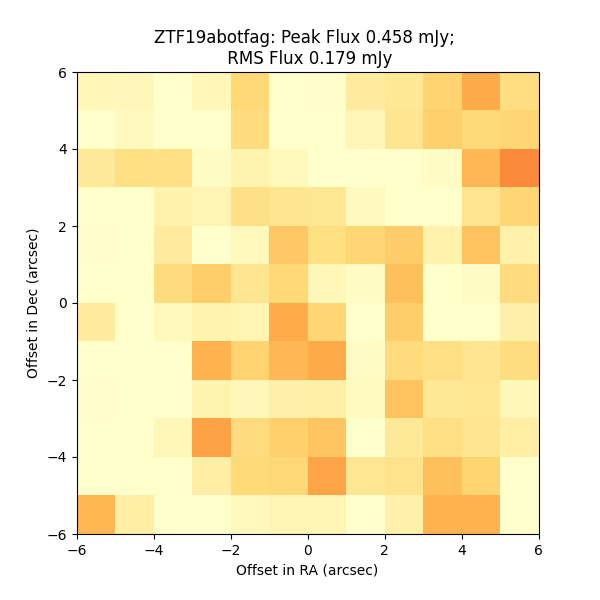 ZTF19abotfag: Peak Flux 0.458 mJy;
RMS Flux 0.179 mJy
6
4
2
0
−2
−4
−6
Offset in Dec (arcsec)
−6 −4 −2 0 2 4 6
Offset in RA (arcsec)